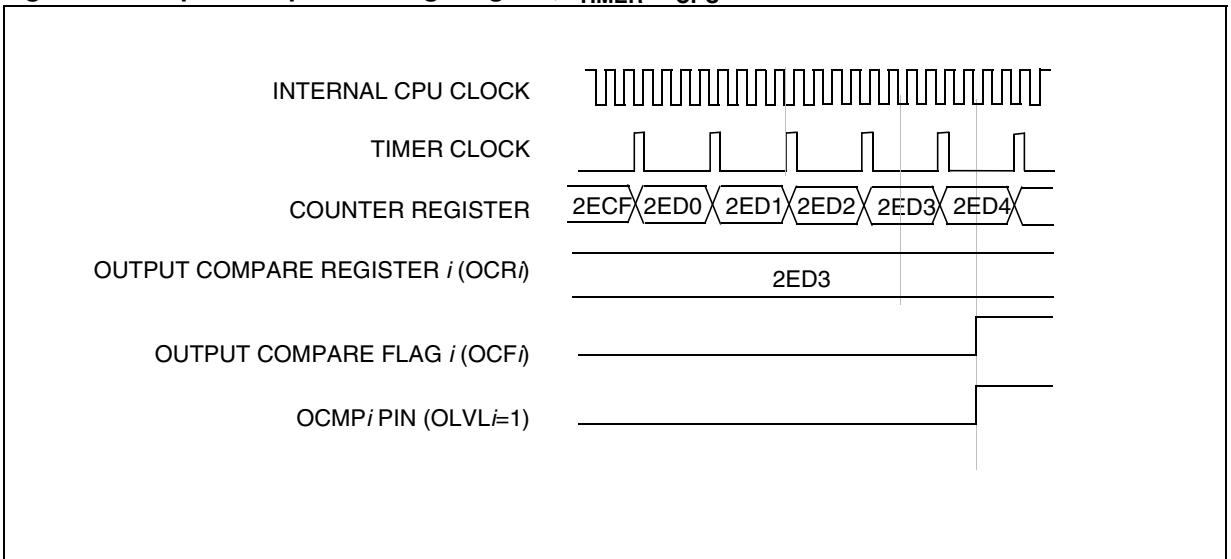 INTERNAL CPU CLOCK
TIMER CLOCK
COUNTER REGISTER 2ECF 2ED0 2ED1 2ED2 2ED3 2ED4
OUTPUT COMPARE REGISTER i (OCRi) 2ED3
OUTPUT COMPARE FLAG i (OCFi)
OCMPi PIN (OLVLi=1)